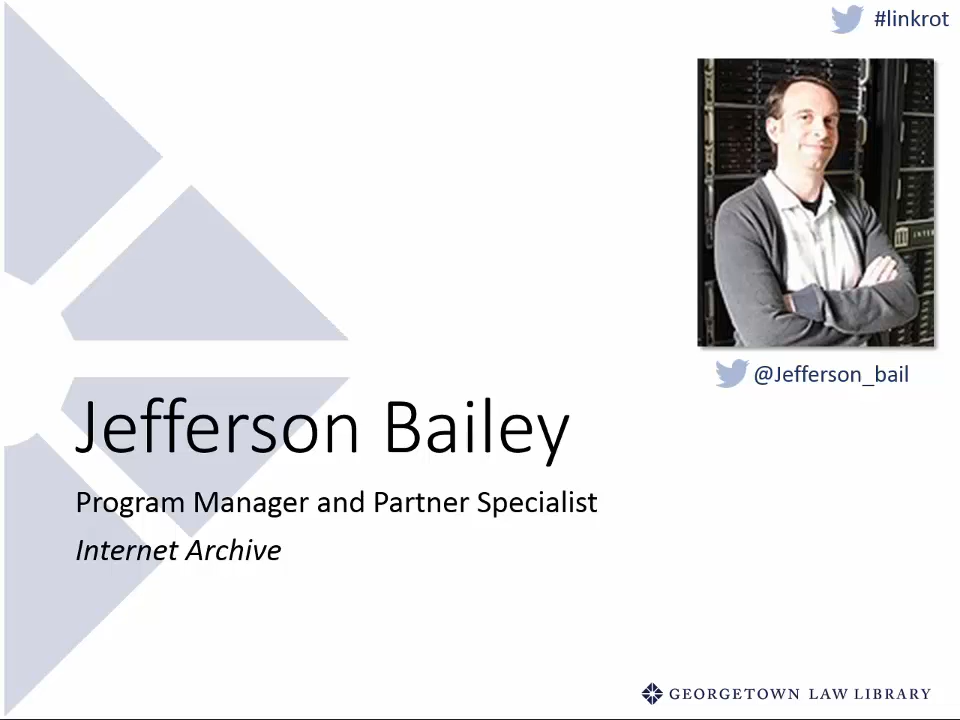 #linkrot
@Jefferson_bail
Jefferson Bailey
Program Manager and Partner Specialist
Internet Archive
GEORGETOWN LAW LIBRARY